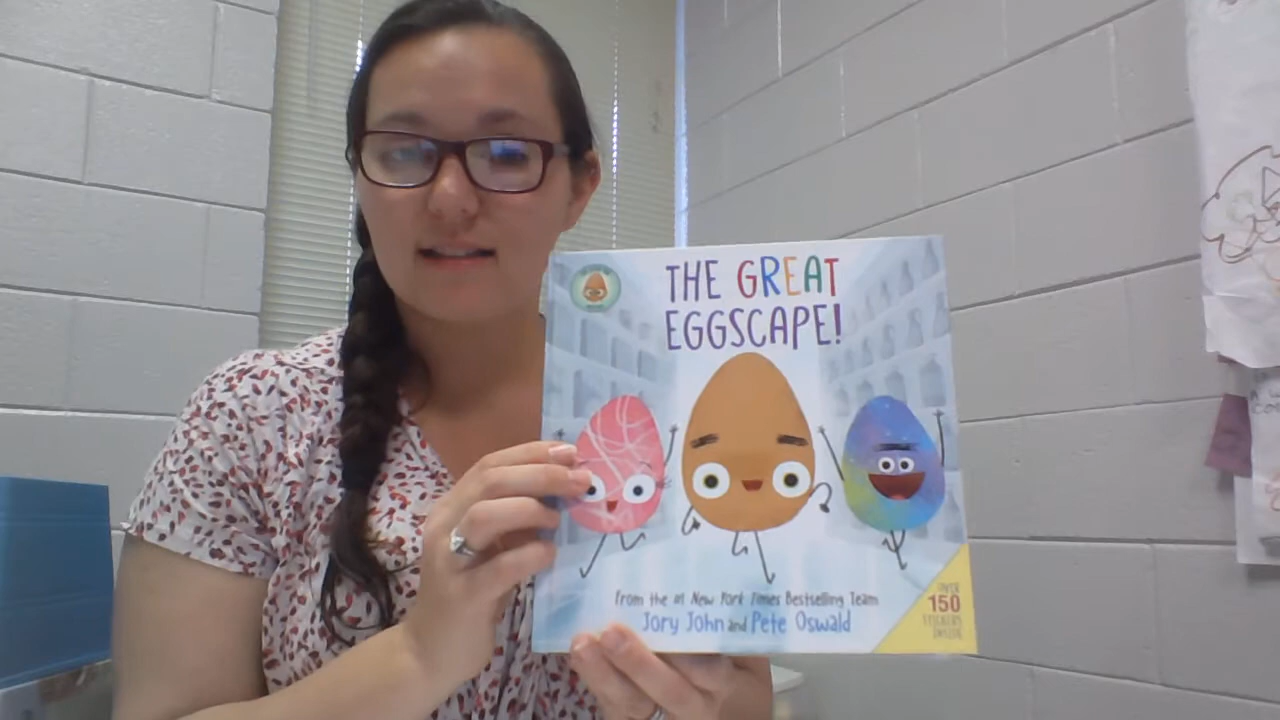 THE GREAT
EGGSCAPE!
From the #1 New York Times Bestselling Team
Jory John and Pete Oswald
OVER
150
STICKERS
INSIDE